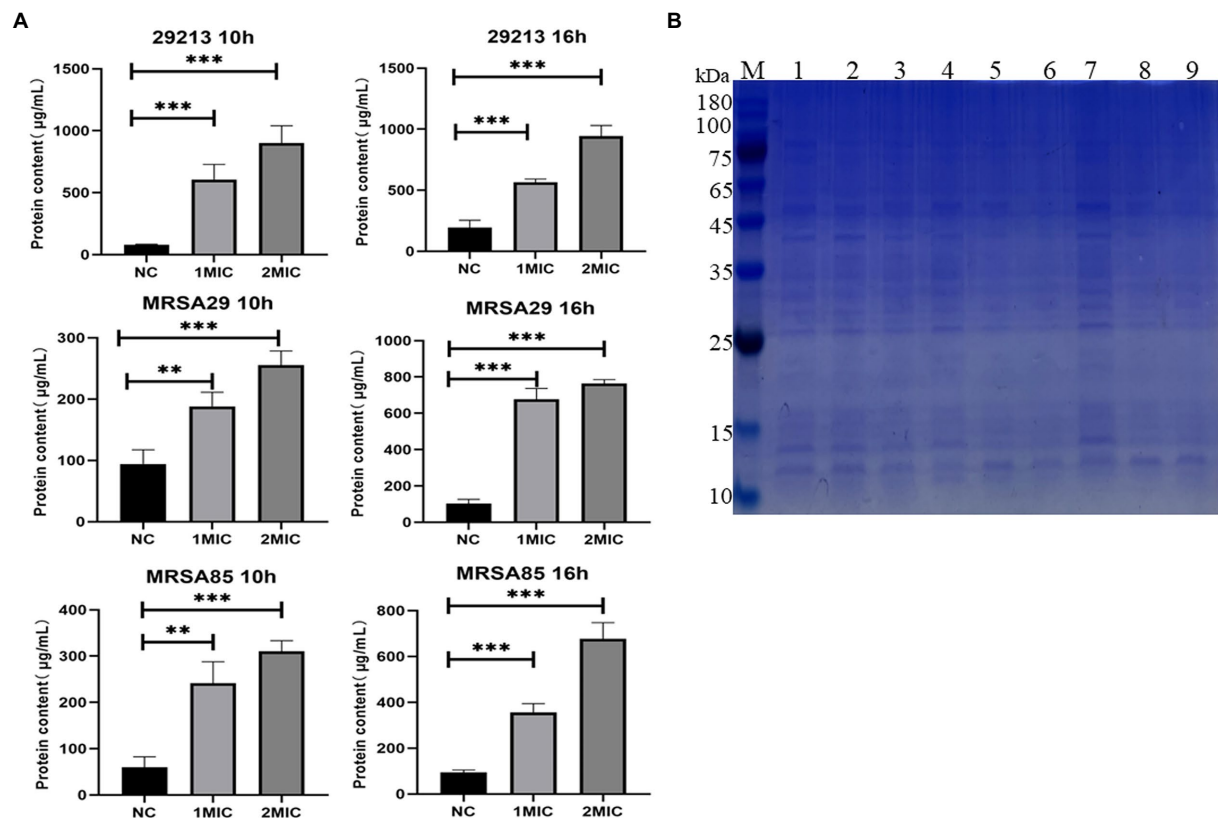 A
29213 10h
Protein content( μg/mL)
1500
1000
500
0
***
***
NC 1MIC 2MIC
29213 16h
Protein content( μg/mL)
1500
1000
500
0
***
***
NC 1MIC 2MIC
MRSA29 10h
Protein content( μg/mL)
300
200
100
0
***
**
NC 1MIC 2MIC
MRSA29 16h
Protein content( μg/mL)
1000
800
600
400
200
0
***
***
NC 1MIC 2MIC
MRSA85 10h
Protein content( μg/mL)
400
300
200
100
0
***
**
NC 1MIC 2MIC
MRSA85 16h
Protein content( μg/mL)
800
600
400
200
0
***
***
NC 1MIC 2MIC
B
kDa M 1 2 3 4 5 6 7 8 9
180
100
75
65
45
35
25
15
10